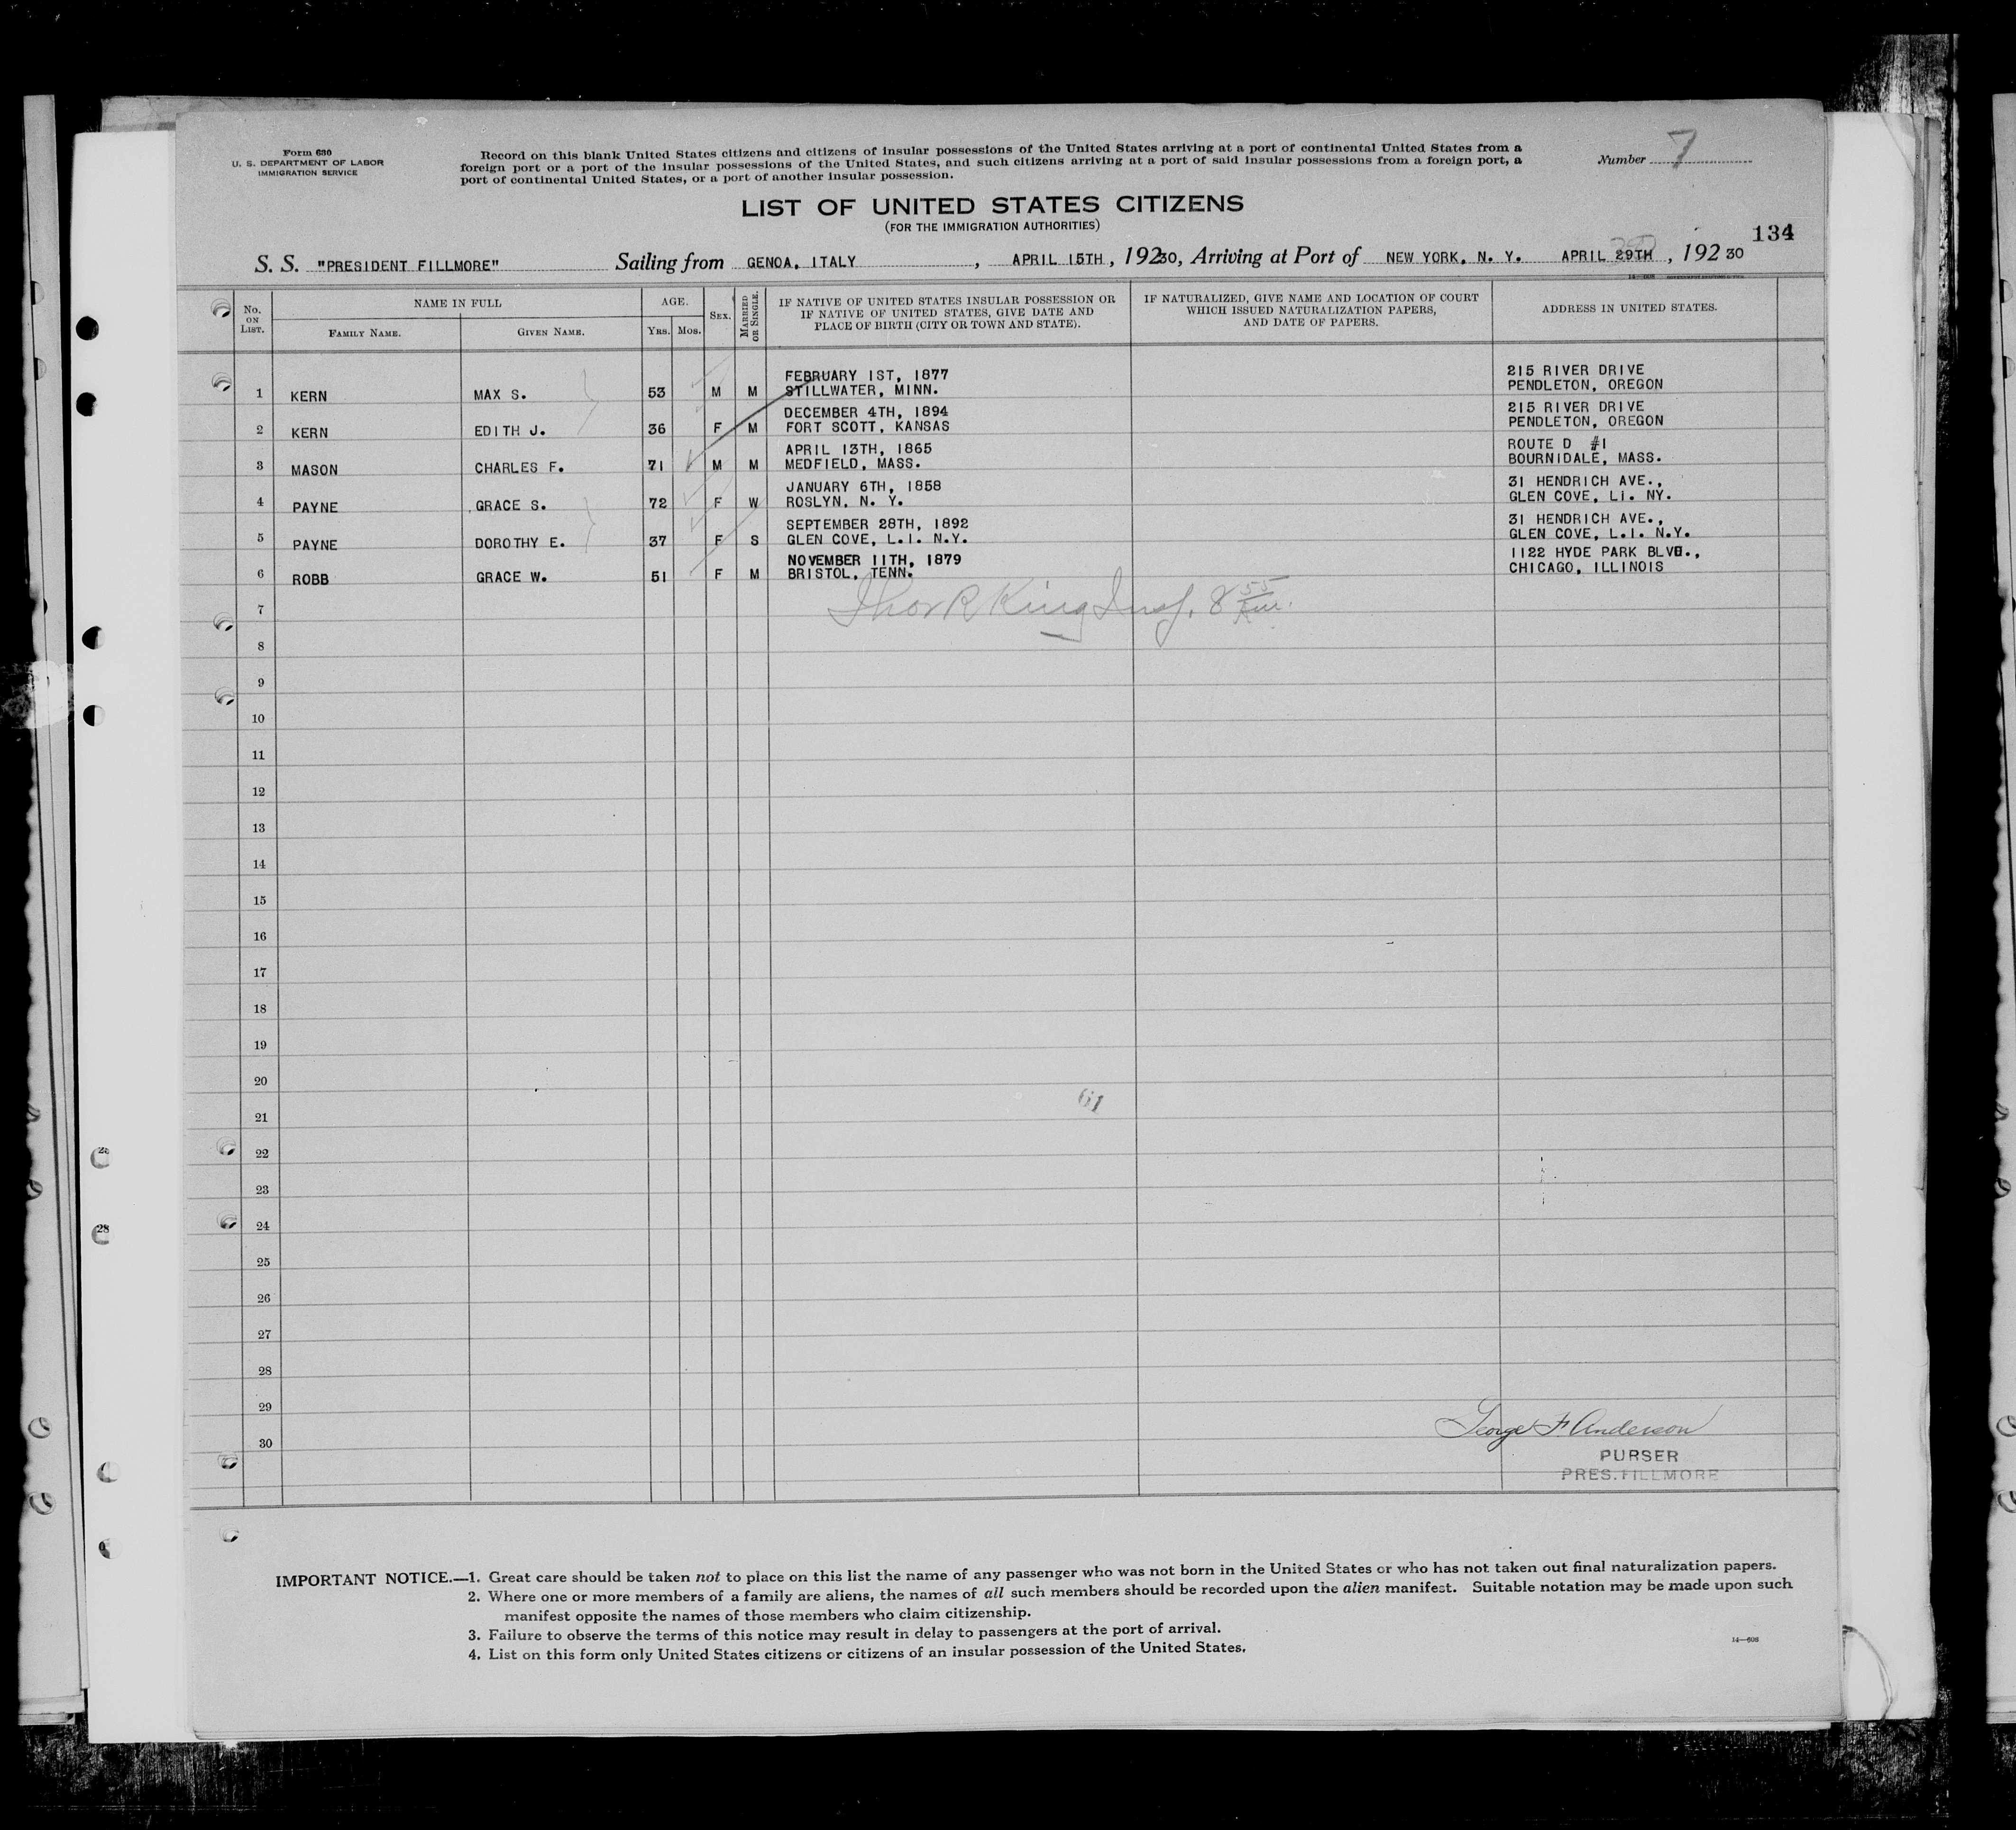 Form 630
U. S. DEPARTMENT OF LABOR
IMMIGRATION SERVICE
Record on this blank United States citizens and citizens of insular possessions of the United States arriving at a port of continental United States from a
foreign port or a port of the insular possessions of the United States, and such citizens arriving at a port of said insular possessions from a foreign port, a
port of continental United States, or a port of another insular possession.
Number 7
LIST OF UNITED STATES CITIZENS
(FOR THE IMMIGRATION AUTHORITIES)
134
S. S. "PRESIDENT FILLMORE" Sailing from GENOA, ITALY, APRIL 15TH, 19230, Arriving at Port of NEW YORK, N. Y. APRIL 29TH, 192 30
No. ON LIST. NAME IN FULL AGE. SEX. MARRIED OR SINGLE. IF NATIVE OF UNITED STATES INSULAR POSSESSION OR IF NATIVE OF UNITED STATES, GIVE DATE AND PLACE OF BIRTH (CITY OR TOWN AND STATE). IF NATURALIZED, GIVE NAME AND LOCATION OF COURT WHICH ISSUED NATURALIZATION PAPERS, AND DATE OF PAPERS. ADDRESS IN UNITED STATES.
FAMILY NAME. GIVEN NAME. YRS. MOS.
FEBRUARY 1ST, 1877 215 RIVER DRIVE
1 KERN MAX S. 53 M M STILLWATER, MINN. PENDLETON, OREGON
DECEMBER 4TH, 1894 215 RIVER DRIVE
2 KERN EDITH J. 36 F M FORT SCOTT, KANSAS PENDLETON, OREGON
APRIL 13TH, 1865 ROUTE D #1
3 MASON CHARLES F. 71 M M MEDFIELD, MASS. BOURNIDALE, MASS.
JANUARY 6TH, 1858 31 HENDRICH AVE.,
4 PAYNE GRACE S. 72 F W ROSLYN, N. Y. GLEN COVE, LI. NY.
SEPTEMBER 28TH, 1892 31 HENDRICH AVE.,
5 PAYNE DOROTHY E. 37 F S GLEN COVE, L.I. N.Y. GLEN COVE, L.I. N.Y.
NOVEMBER 11TH, 1879 1122 HYDE PARK BLVD.,
6 ROBB GRACE W. 51 F M BRISTOL, TENN. CHICAGO, ILLINOIS
7 Thos R King Insp. 8 55
8
9
10
11
12
13
14
15
16
17
18
19
20
61
21
22
23
24
25
26
27
28
29
George F Anderson
30
PURSER
PRES. FILLMORE
IMPORTANT NOTICE.—1. Great care should be taken not to place on this list the name of any passenger who was not born in the United States or who has not taken out final naturalization papers.
2. Where one or more members of a family are aliens, the names of all such members should be recorded upon the alien manifest. Suitable notation may be made upon such
manifest opposite the names of those members who claim citizenship.
3. Failure to observe the terms of this notice may result in delay to passengers at the port of arrival.
4. List on this form only United States citizens or citizens of an insular possession of the United States.
14—608